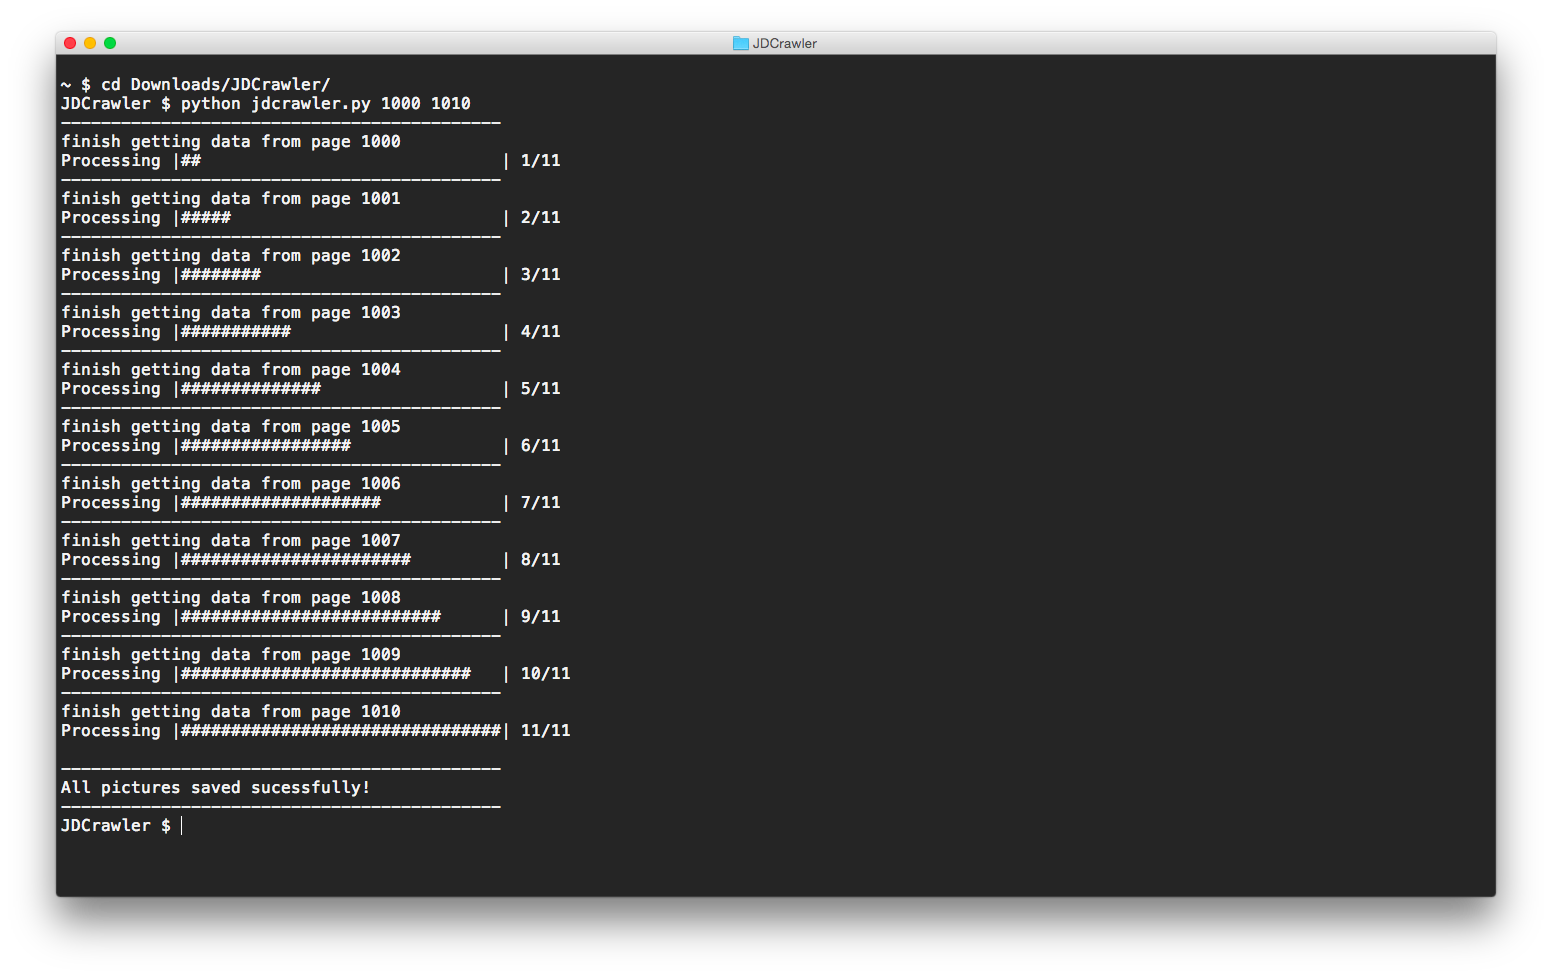 JDCrawler
~ $ cd Downloads/JDCrawler/
JDCrawler $ python jdcrawler.py 1000 1010
--------------------------------------------
finish getting data from page 1000
Processing |##                              | 1/11
--------------------------------------------
finish getting data from page 1001
Processing |#####                           | 2/11
--------------------------------------------
finish getting data from page 1002
Processing |########                        | 3/11
--------------------------------------------
finish getting data from page 1003
Processing |###########                     | 4/11
--------------------------------------------
finish getting data from page 1004
Processing |##############                  | 5/11
--------------------------------------------
finish getting data from page 1005
Processing |#################               | 6/11
--------------------------------------------
finish getting data from page 1006
Processing |####################            | 7/11
--------------------------------------------
finish getting data from page 1007
Processing |#######################         | 8/11
--------------------------------------------
finish getting data from page 1008
Processing |##########################      | 9/11
--------------------------------------------
finish getting data from page 1009
Processing |#############################   | 10/11
--------------------------------------------
finish getting data from page 1010
Processing |################################| 11/11
--------------------------------------------
All pictures saved sucessfully!
--------------------------------------------
JDCrawler $